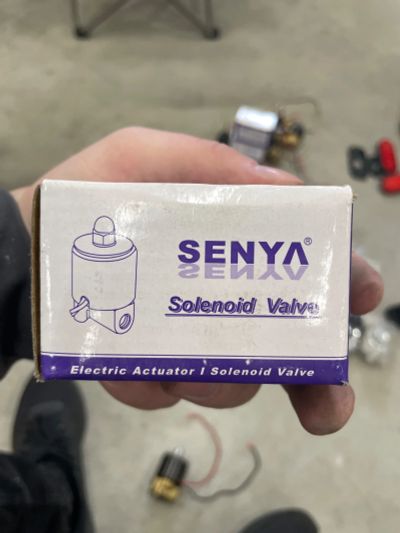 SENYA®
Solenoid Valve
Electric Actuator I Solenoid Valve